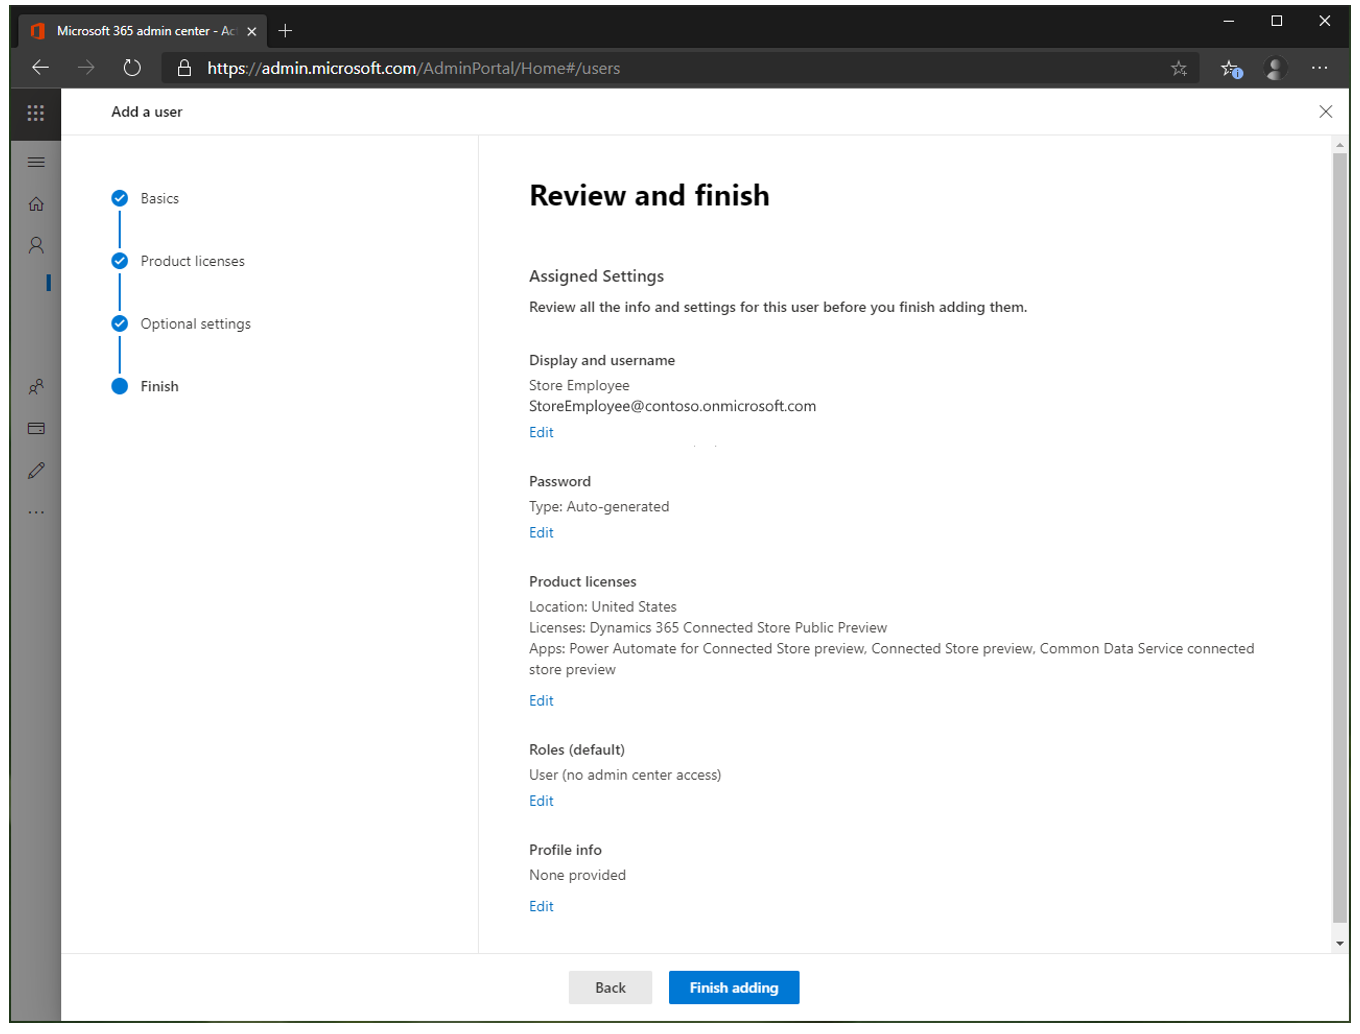 Microsoft 365 admin center - Ac
https://admin.microsoft.com/AdminPortal/Home#/users
Add a user
Basics
Product licenses
Optional settings
Finish
Review and finish
Assigned Settings
Review all the info and settings for this user before you finish adding them.
Display and username
Store Employee
StoreEmployee@contoso.onmicrosoft.com
Edit
Password
Type: Auto-generated
Edit
Product licenses
Location: United States
Licenses: Dynamics 365 Connected Store Public Preview
Apps: Power Automate for Connected Store preview, Connected Store preview, Common Data Service connected
store preview
Edit
Roles (default)
User (no admin center access)
Edit
Profile info
None provided
Edit
Back
Finish adding